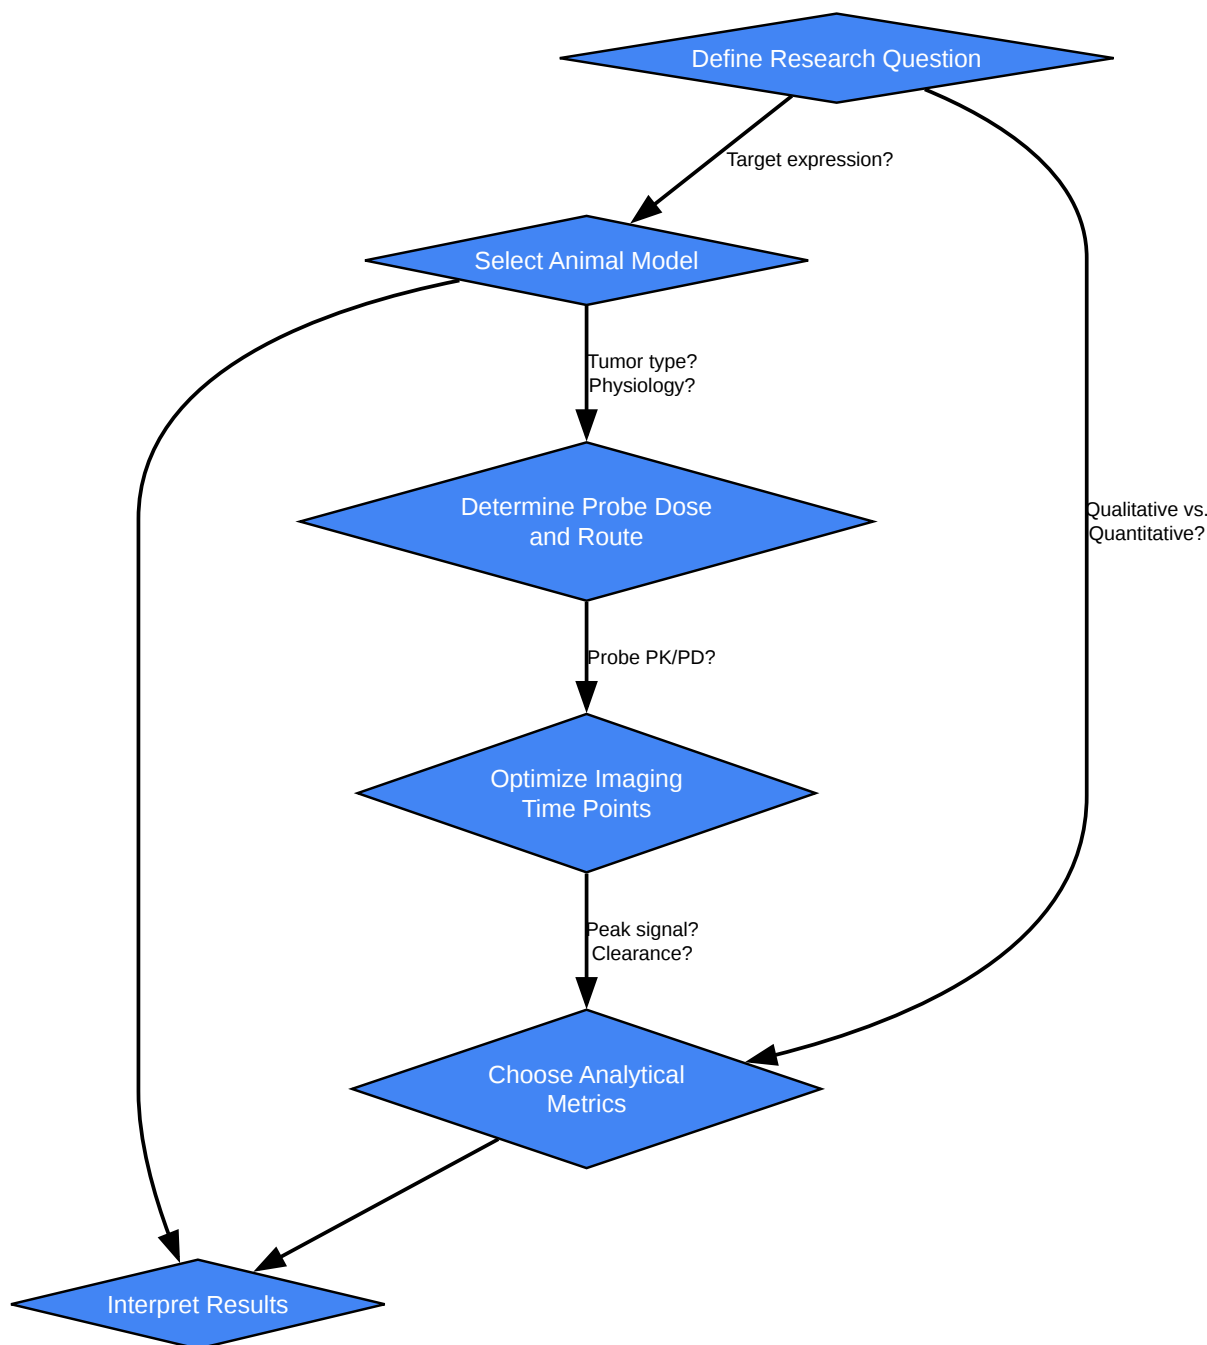 Define Research Question
Target expression?
Select Animal Model
Tumor type?
Physiology?
Determine Probe Dose
and Route
Qualitative vs.
Quantitative?
Probe PK/PD?
Optimize Imaging
Time Points
Peak signal?
Clearance?
Choose Analytical
Metrics
Interpret Results